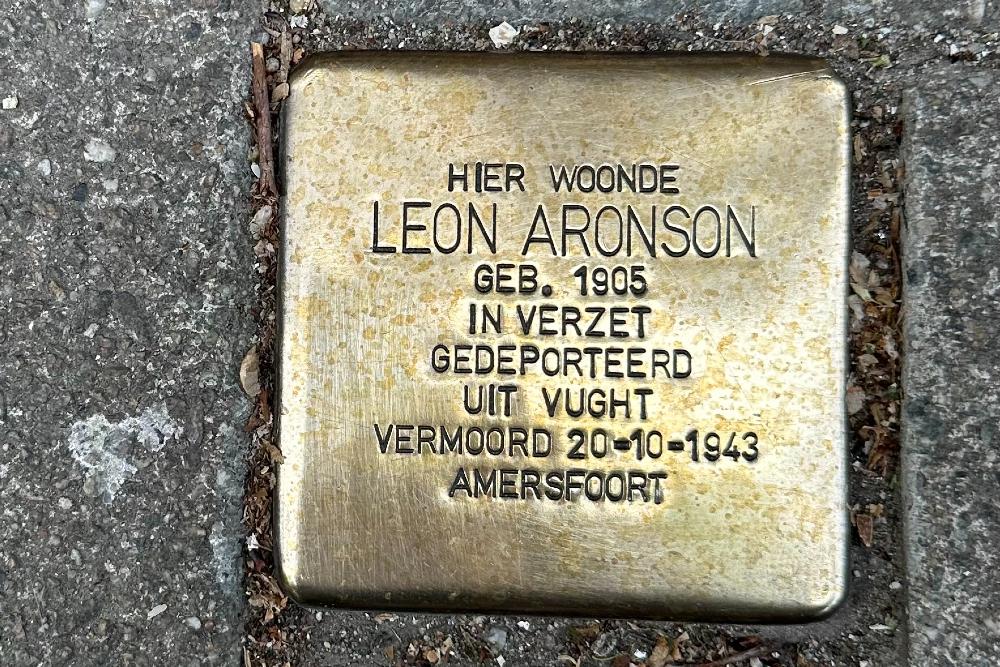 HIER WOONDE
LEON ARONSON
GEB. 1905
IN VERZET
GEDEPORTEERD
UIT VUGHT
VERMOORD 20-10-1943
AMERSFOORT